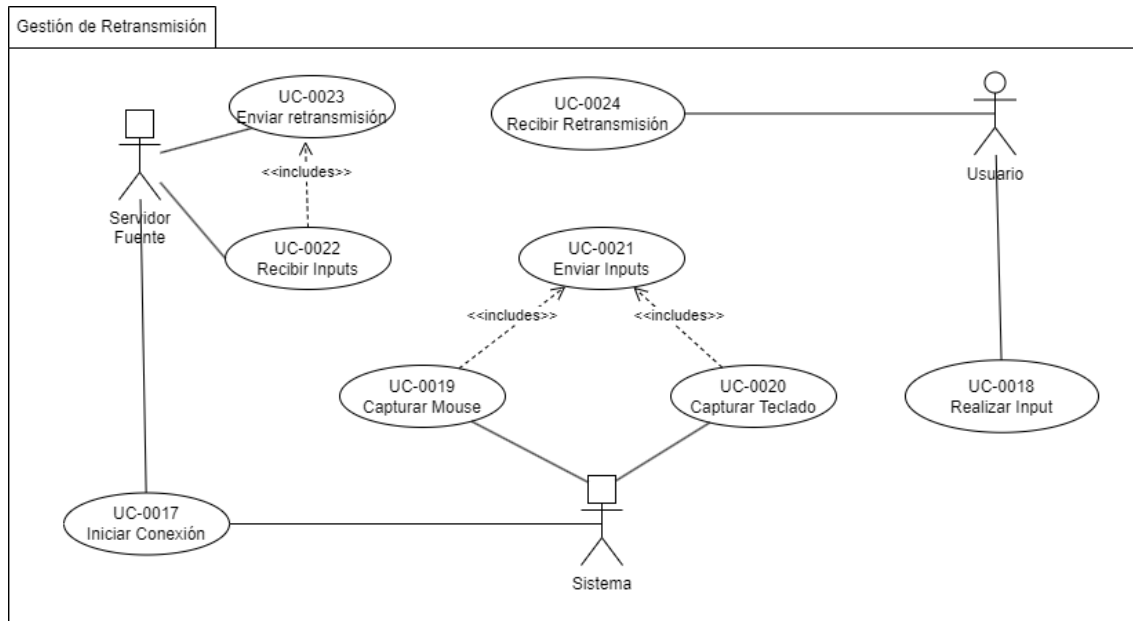 Gestión de Retransmisión
UC-0023
Enviar retransmisión
UC-0024
Recibir Retransmisión
<<includes>>
Usuario
Servidor
Fuente
UC-0022
Recibir Inputs
UC-0021
Enviar Inputs
<<includes>>
<<includes>>
UC-0019
Capturar Mouse
UC-0020
Capturar Teclado
UC-0018
Realizar Input
UC-0017
Iniciar Conexión
Sistema